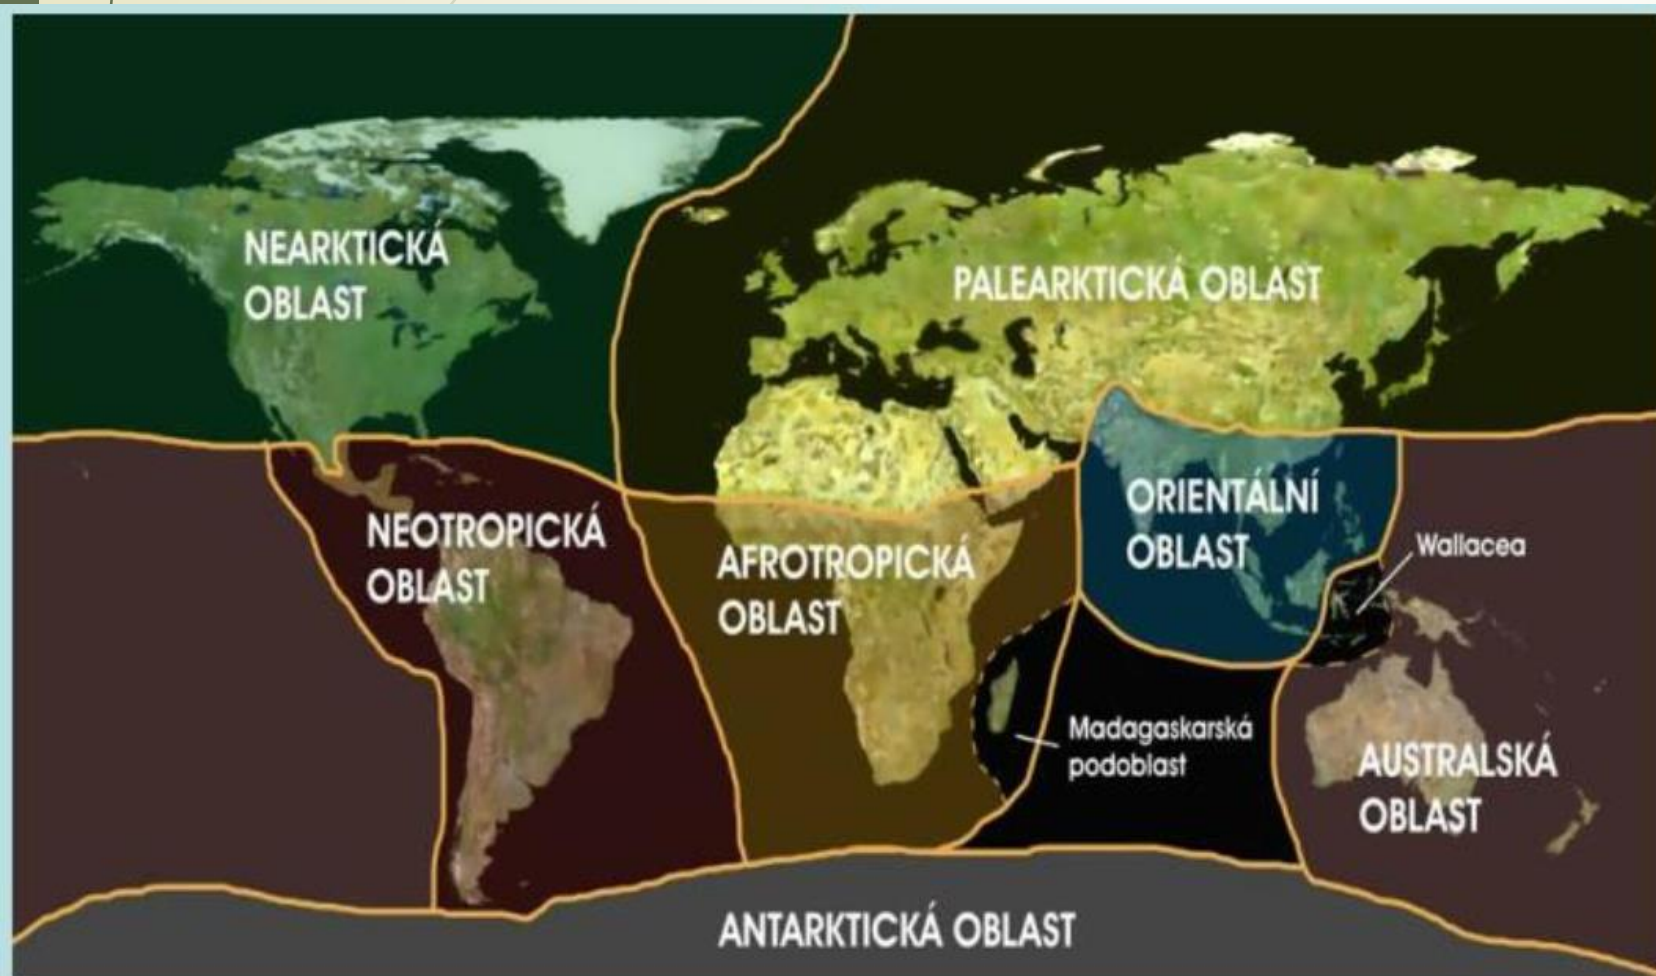 NEARKTICKÁ
OBLAST
PALEARKTICKÁ OBLAST
NEOTROPICKÁ
OBLAST
AFROTROPICKÁ
OBLAST
ORIENTÁLNÍ
OBLAST
Wallacea
Madagaskarská
podoblast
AUSTRALSKÁ
OBLAST
ANTARKTICKÁ OBLAST